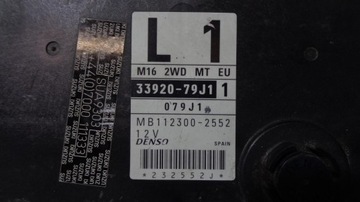 L 1
M16 2WD MT EU
33920-79J1 1
079J1
MB112300-2552
12V
DENSO
SPAIN
*232552J*